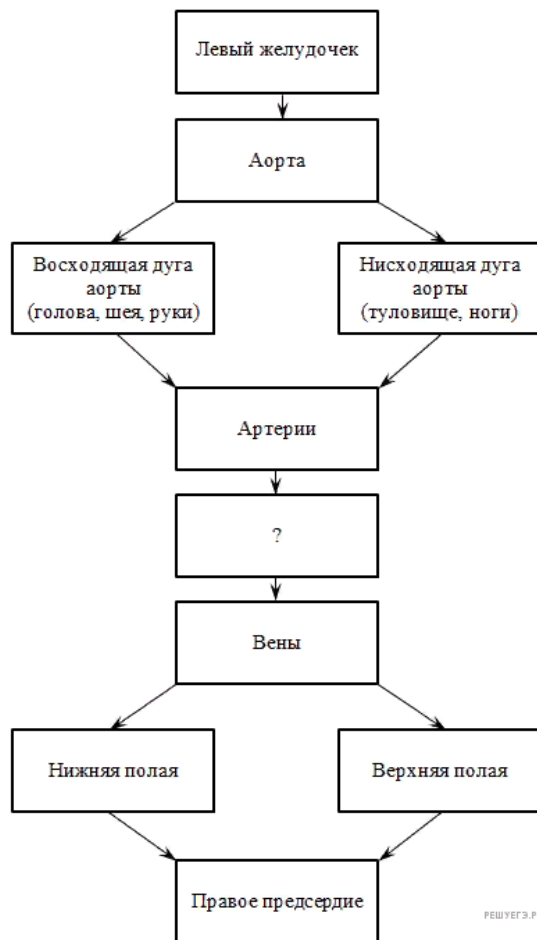 Левый желудочек
Аорта
Восходящая дуга
аорты
(голова, шея, руки)
Нисходящая дуга
аорты
(туловище, ноги)
Артерии
?
Вены
Нижняя полая
Верхняя полая
Правое предсердие
РЕШУЕГЭ.Р